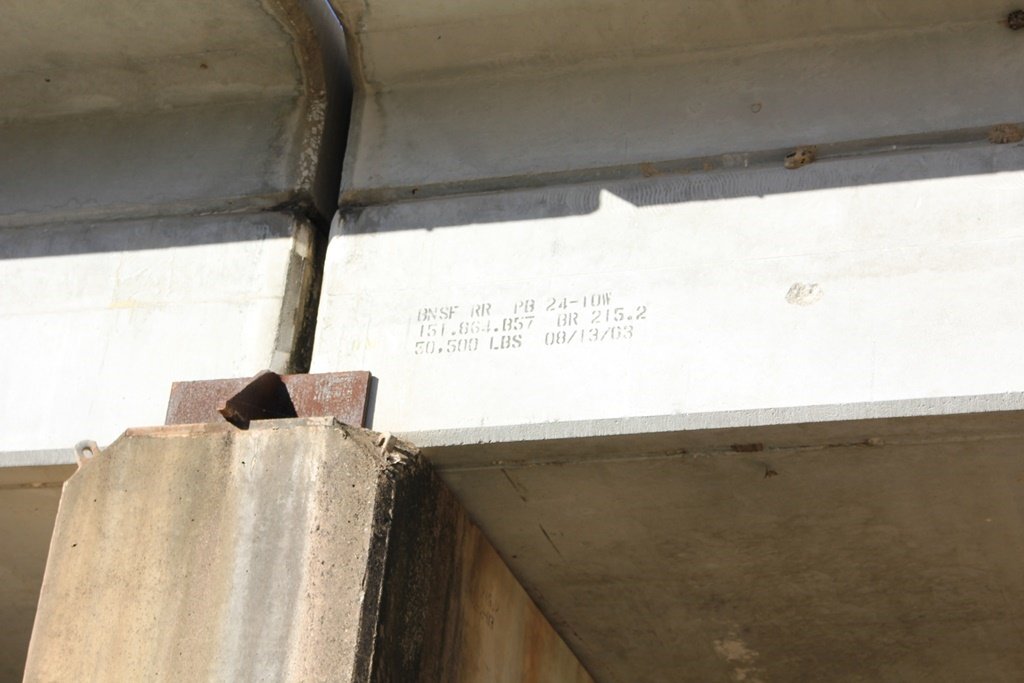 BNSF RR PB 24-10W
151.864.B57 BR 215.2
50,500 LBS 08/13/03